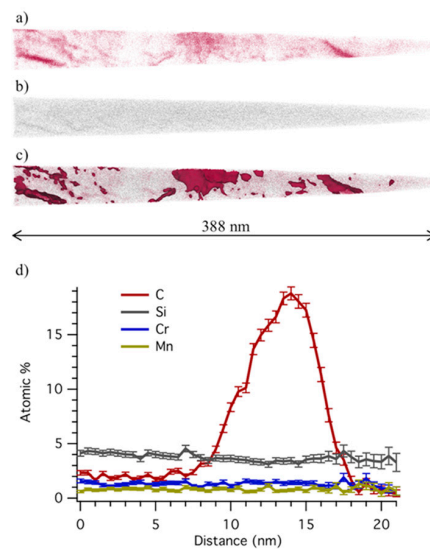 a)
b)
c)
388 nm
d)
C
Si
Cr
Mn
15
10
5
0
Atomic %
0 5 10 15 20
Distance (nm)